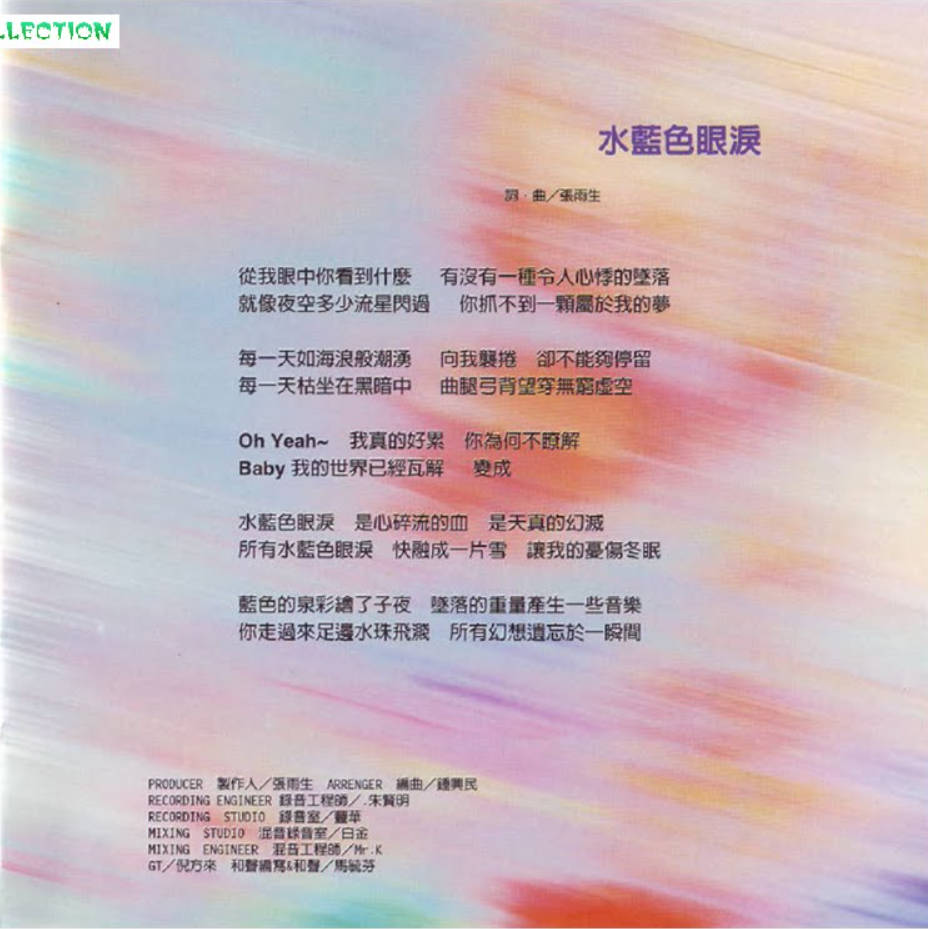 LLECTION
水藍色眼淚
詞·曲／張雨生
從我眼中你看到什麼 有沒有一種令人心悸的墜落
就像夜空多少流星閃過 你抓不到一顆屬於我的夢
每一天如海浪般潮湧 向我襲捲 卻不能夠停留
每一天枯坐在黑暗中 曲腿弓背望穿無窮虛空
Oh Yeah~ 我真的好累 你為何不瞭解
Baby 我的世界已經瓦解 變成
水藍色眼淚 是心碎流的血 是天真的幻滅
所有水藍色眼淚 快融成一片雪 讓我的憂傷冬眠
藍色的泉彩繪了子夜 墜落的重量產生一些音樂
你走過來足邊水珠飛濺 所有幻想遺忘於一瞬間
PRODUCER 製作人／張雨生 ARRENGER 編曲／鍾興民
RECORDING ENGINEER 錄音工程師／.朱賢明
RECORDING STUDIO 錄音室／麗華
MIXING STUDIO 混音錄音室／白金
MIXING ENGINEER 混音工程師／Mr.K
GT／倪方來 和聲編寫&和聲／馬毓芬